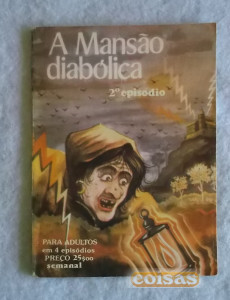 A Mansão
diabólica
2º episódio
PARA ADULTOS
em 4 episódios
PREÇO 25$00
semanal
coisas